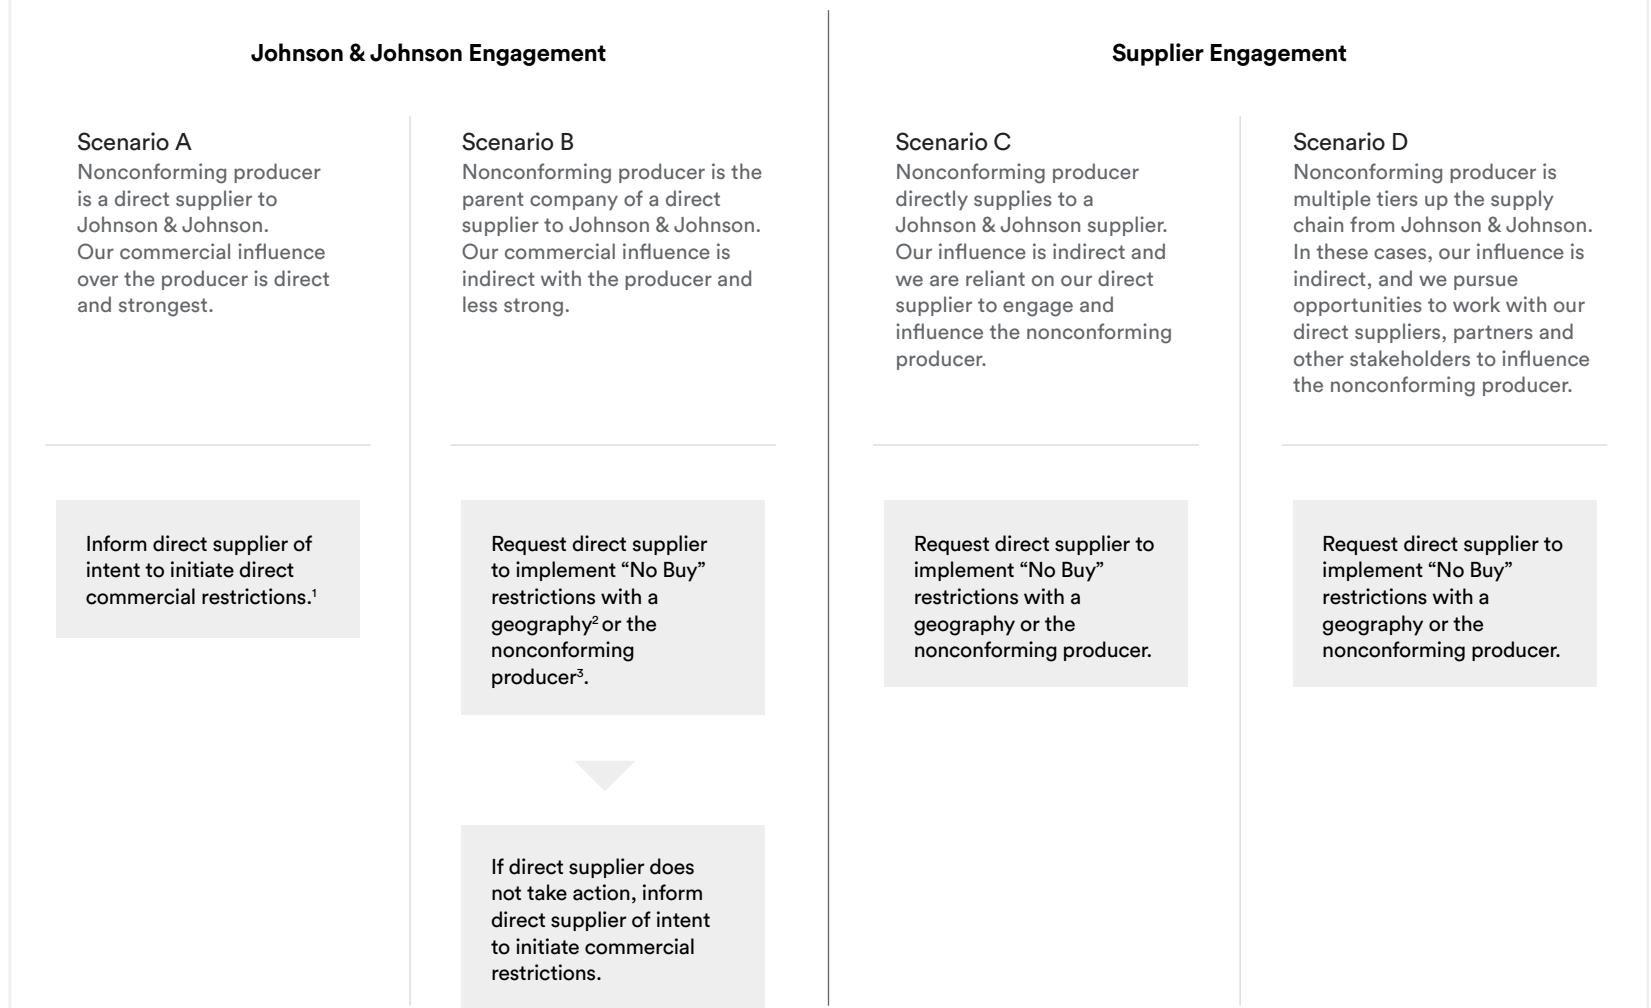 Johnson & Johnson Engagement
Scenario A
Nonconforming producer
is a direct supplier to
Johnson & Johnson.
Our commercial influence
over the producer is direct
and strongest.
Inform direct supplier of
intent to initiate direct
commercial restrictions.¹
Scenario B
Nonconforming producer is the
parent company of a direct
supplier to Johnson & Johnson.
Our commercial influence is
indirect with the producer and
less strong.
Request direct supplier
to implement “No Buy”
restrictions with a
geography² or the
nonconforming
producer³.
If direct supplier does
not take action, inform
direct supplier of intent
to initiate commercial
restrictions.
Supplier Engagement
Scenario C
Nonconforming producer
directly supplies to a
Johnson & Johnson supplier.
Our influence is indirect and
we are reliant on our direct
supplier to engage and
influence the nonconforming
producer.
Request direct supplier to
implement “No Buy”
restrictions with a
geography or the
nonconforming producer.
Scenario D
Nonconforming producer is
multiple tiers up the supply
chain from Johnson & Johnson.
In these cases, our influence is
indirect, and we pursue
opportunities to work with our
direct suppliers, partners and
other stakeholders to influence
the nonconforming producer.
Request direct supplier to
implement “No Buy”
restrictions with a
geography or the
nonconforming producer.